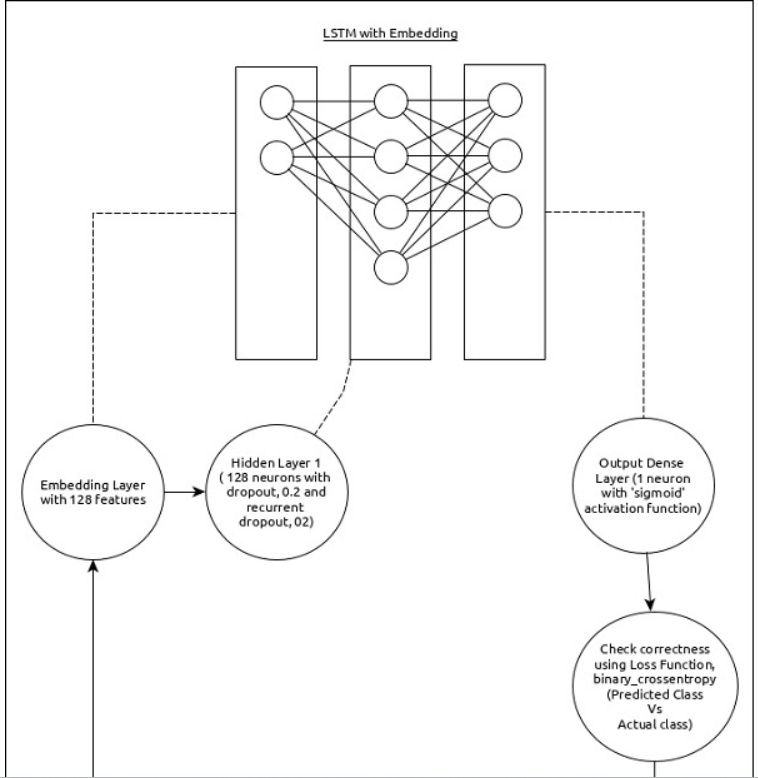 LSTM with Embedding
Embedding Layer
with 128 features
Hidden Layer 1
( 128 neurons with
dropout, 0.2 and
recurrent
dropout, 02)
Output Dense
Layer (1 neuron
with 'sigmoid'
activation function)
Check correctness
using Loss Function,
binary_crossentropy
(Predicted Class
Vs
Actual class)